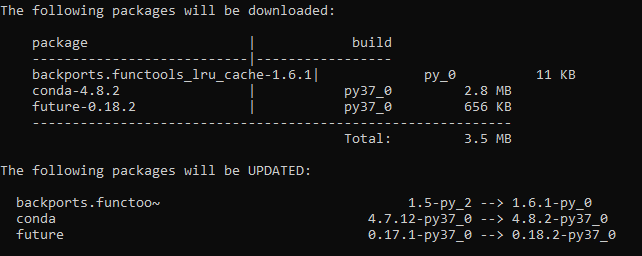 The following packages will be downloaded:
package | build
---------------------------|-----------------
backports.functools_lru_cache-1.6.1| py_0 11 KB
conda-4.8.2 | py37_0 2.8 MB
future-0.18.2 | py37_0 656 KB
------------------------------------------------------------
Total: 3.5 MB
The following packages will be UPDATED:
backports.functoo~ 1.5-py_2 --> 1.6.1-py_0
conda 4.7.12-py37_0 --> 4.8.2-py37_0
future 0.17.1-py37_0 --> 0.18.2-py37_0